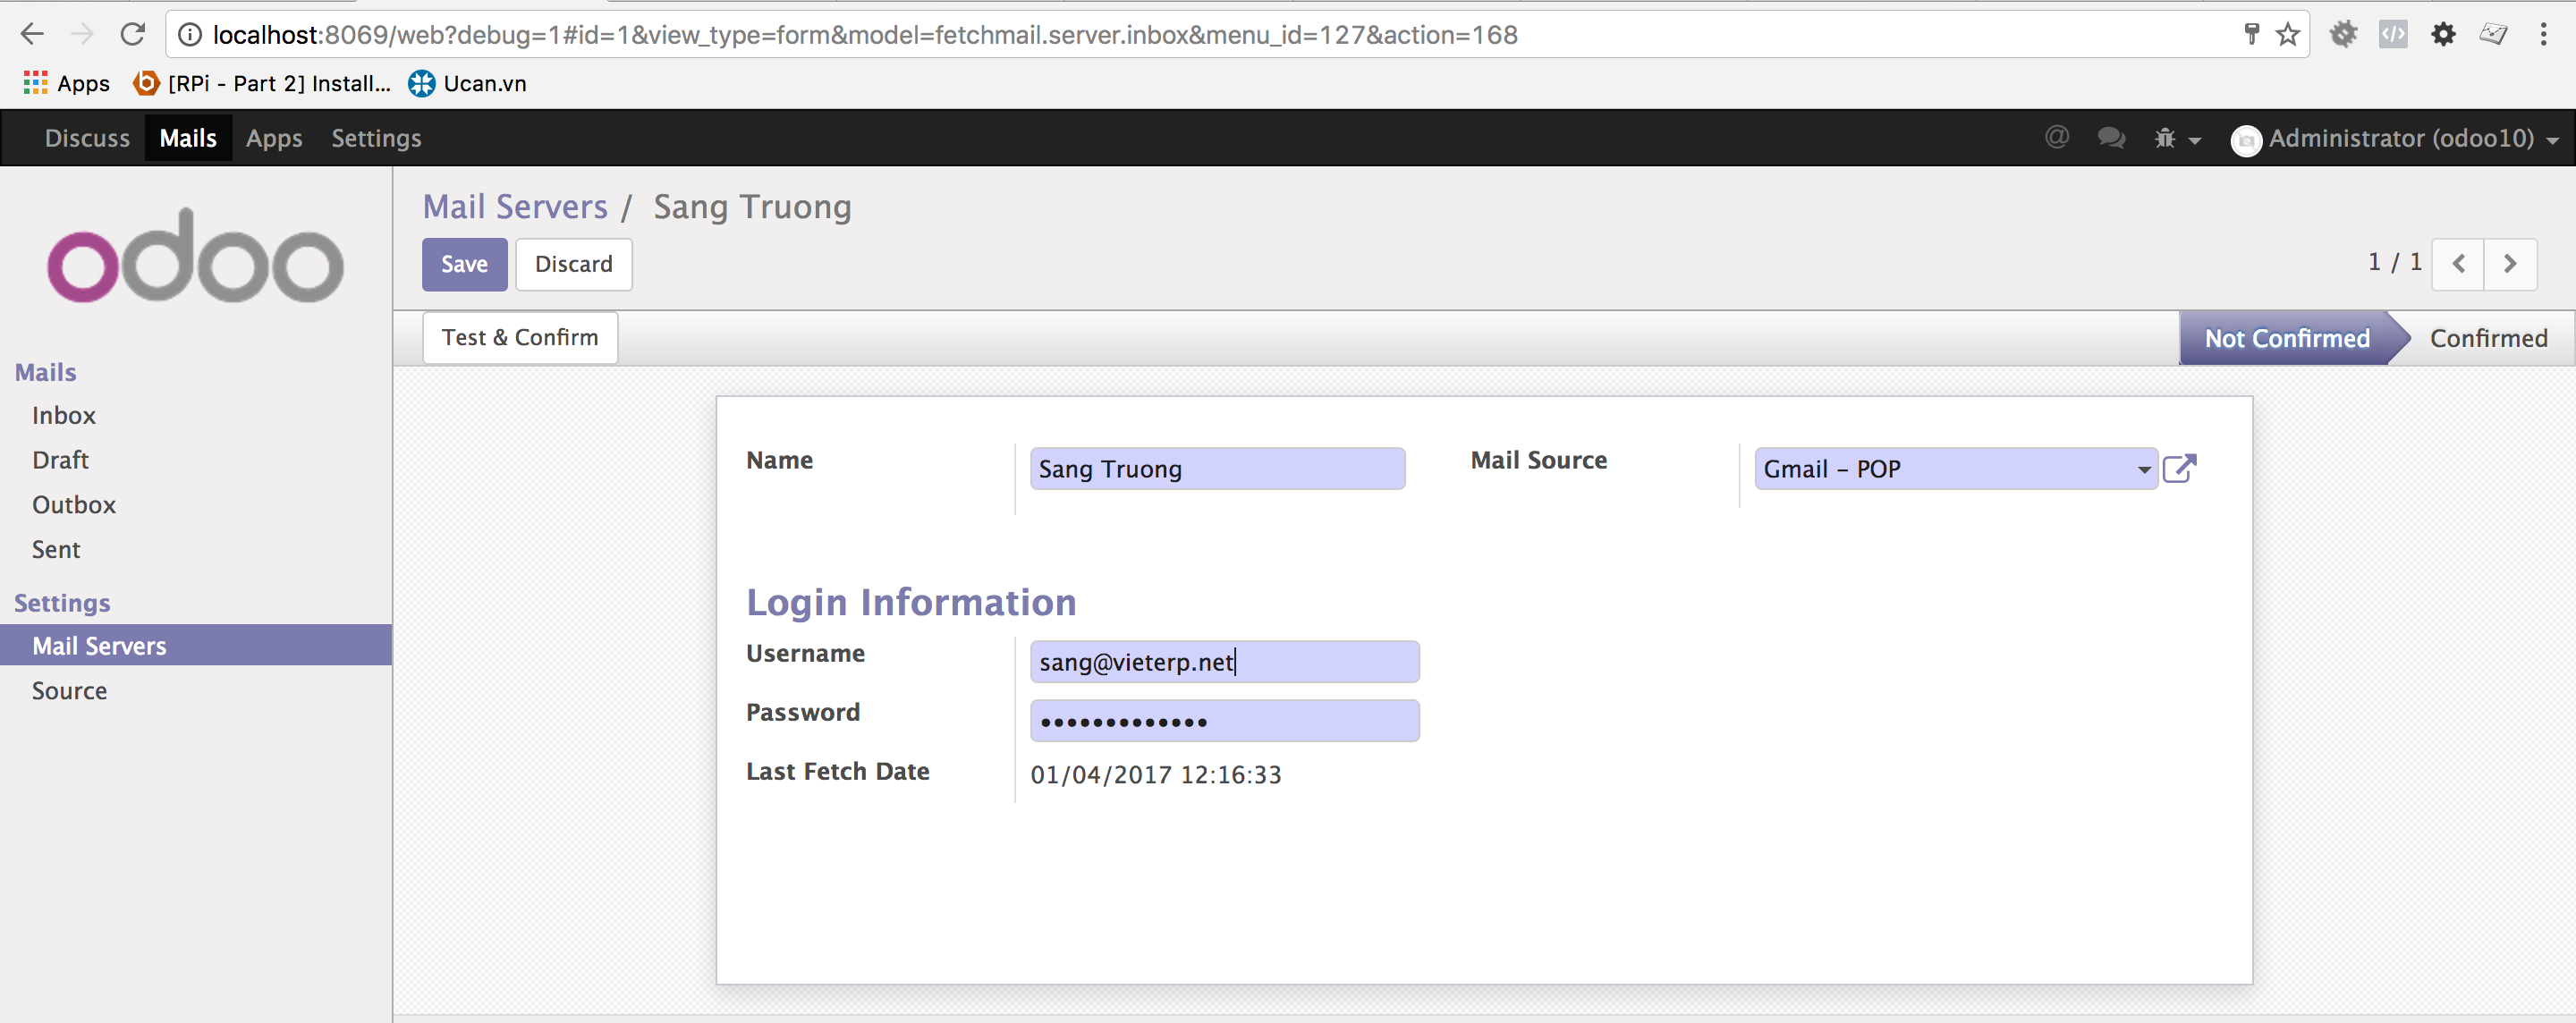 localhost:8069/web?debug=1#id=1&view_type=form&model=fetchmail.server.inbox&menu_id=127&action=168
Apps [RPi - Part 2] Install... Ucan.vn
Discuss Mails Apps Settings @ Administrator (odoo10)
odoo
Mails
Inbox
Draft
Outbox
Sent
Settings
Mail Servers
Source
Mail Servers / Sang Truong
Save Discard 1 / 1
Test & Confirm Not Confirmed Confirmed
Name Sang Truong Mail Source Gmail - POP
Login Information
Username sang@vieterp.net
Password •••••••••••••
Last Fetch Date 01/04/2017 12:16:33